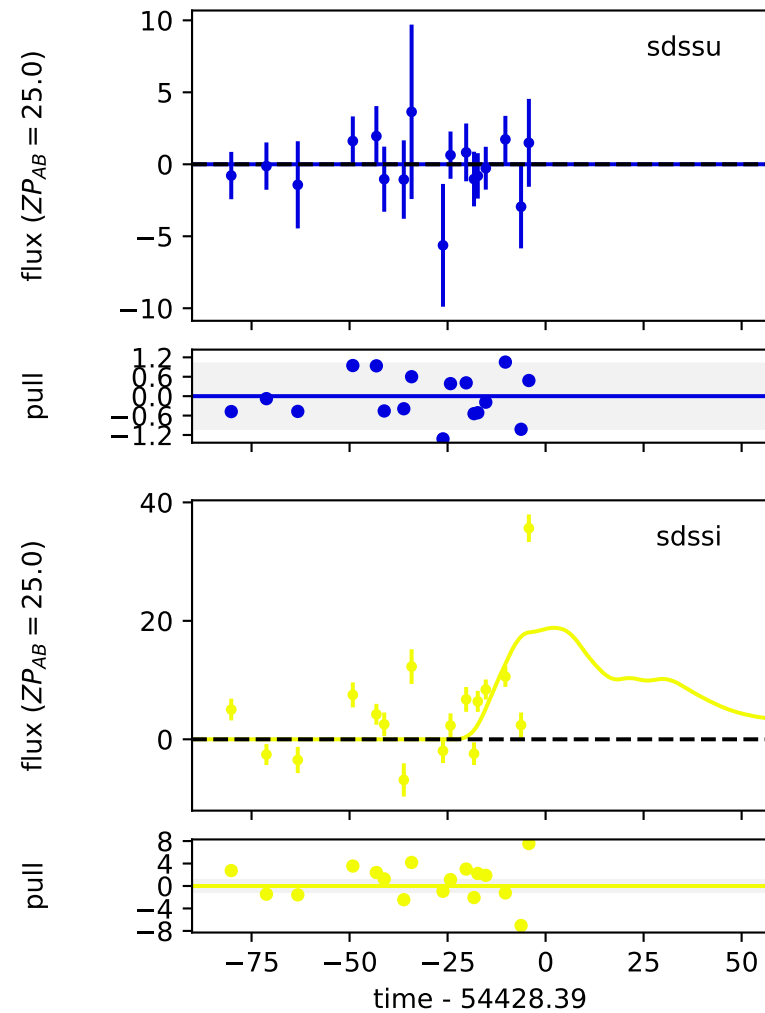 10
sdssu
5
0
−5
−10
flux (ZP_AB = 25.0)
1.2
0.6
0.0
−0.6
−1.2
pull
40
sdssi
20
0
flux (ZP_AB = 25.0)
8
4
0
−4
−8
pull
−75 −50 −25 0 25 50
time - 54428.39